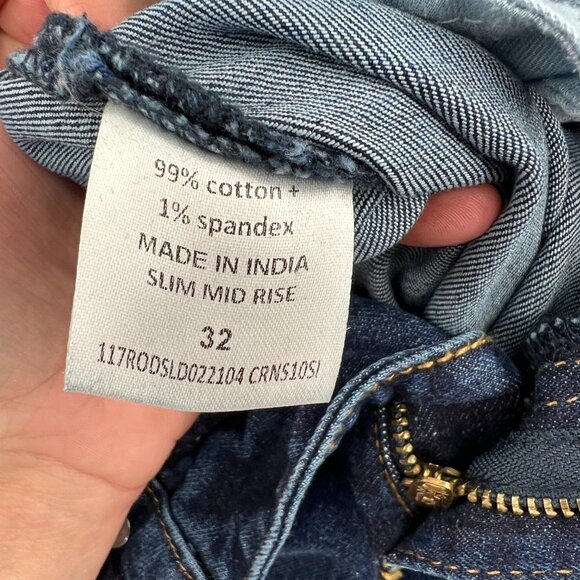 99% cotton +
1% spandex
MADE IN INDIA
SLIM MID RISE
32
117RODSLD022104 CRNS10SI